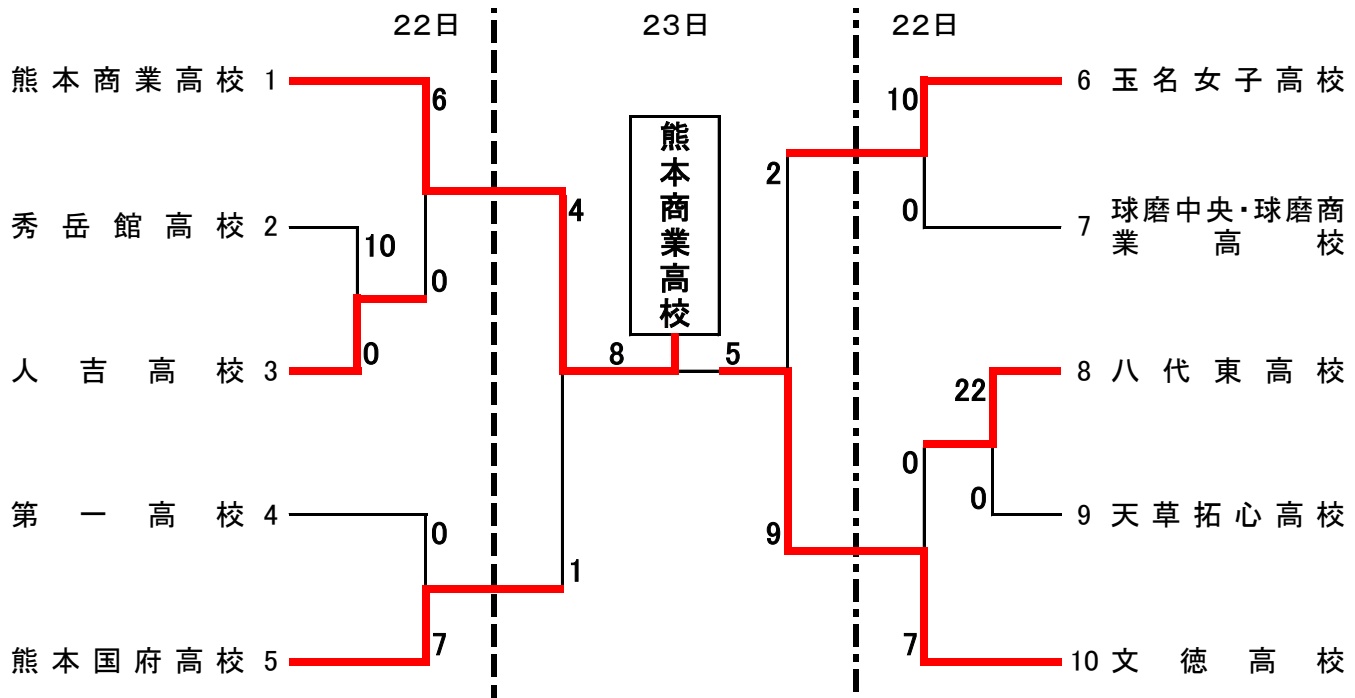 22日 23日 22日
熊本商業高校 1
6
秀岳館高校 2
10
0
人吉高校 3
0
第一高校 4
0
熊本国府高校 5
7
4
1
熊本商業高校
8
5
2
9
10
6 玉名女子高校
0
7 球磨中央・球磨商
業高校
22
8 八代東高校
0
0
9 天草拓心高校
7
10 文徳高校